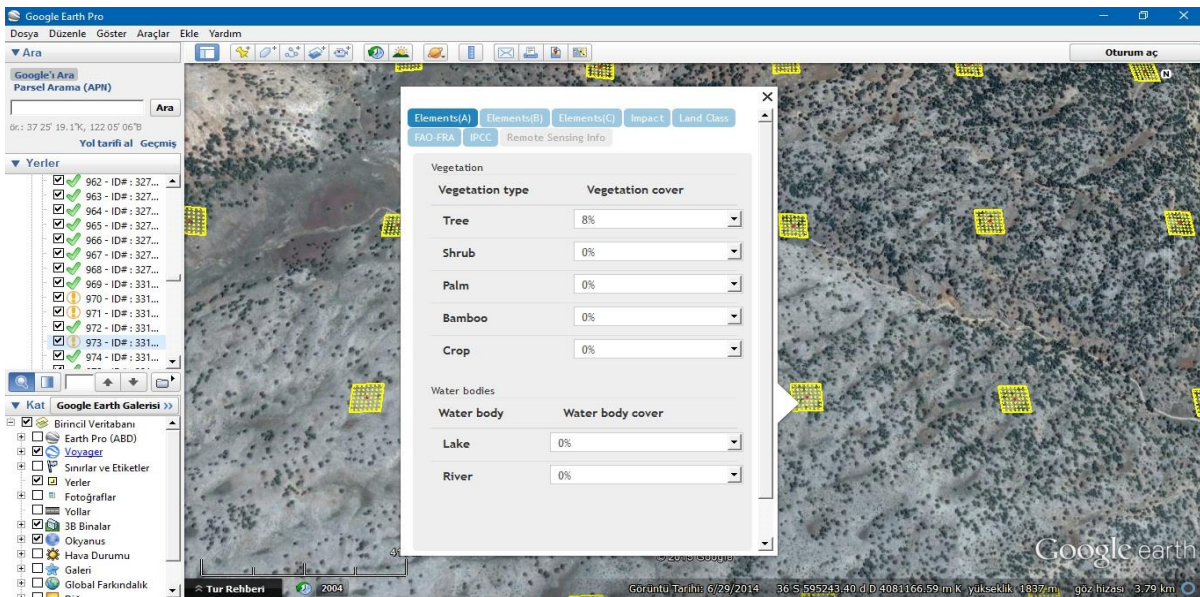 Google Earth Pro
Dosya Düzenle Göster Araçlar Ekle Yardım
Ara
Oturum aç
Google'ı Ara
Parsel Arama (APN)
Ara
ör.: 37 25' 19.1"K, 122 05' 06"B
Yol tarifi al Geçmiş
Yerler
962 - ID# : 327...
963 - ID# : 327...
964 - ID# : 327...
965 - ID# : 327...
966 - ID# : 327...
967 - ID# : 327...
968 - ID# : 327...
969 - ID# : 331...
970 - ID# : 331...
971 - ID# : 331...
972 - ID# : 331...
973 - ID# : 331...
974 - ID# : 331...
Kat Google Earth Galerisi >>
Birincil Veritabanı
Earth Pro (ABD)
Voyager
Sınırlar ve Etiketler
Yerler
Fotoğraflar
Yollar
3B Binalar
Okyanus
Hava Durumu
Galeri
Global Farkındalık
Elements(A) Elements(B) Elements(C) Impact Land Class
FAO-FRA IPCC Remote Sensing Info
Vegetation
Vegetation type Vegetation cover
Tree 8%
Shrub 0%
Palm 0%
Bamboo 0%
Crop 0%
Water bodies
Water body Water body cover
Lake 0%
River 0%
N
Google earth
Tur Rehberi 2004 Görüntü Tarihi: 6/29/2014 36 S 595243.40 d D 4081166.59 m K yükseklik 1837 m göz hizası 3.79 km